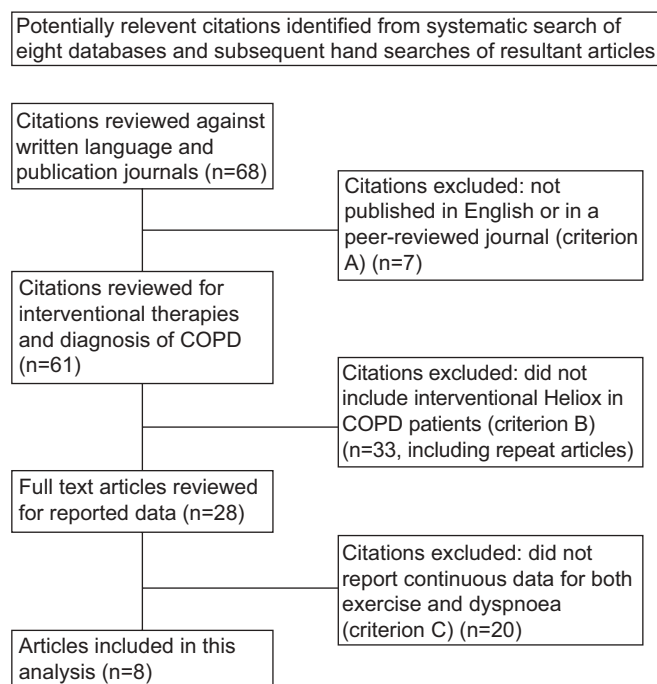 Potentially relevent citations identified from systematic search of
eight databases and subsequent hand searches of resultant articles
Citations reviewed against
written language and
publication journals (n=68)
Citations excluded: not
published in English or in a
peer-reviewed journal (criterion
A) (n=7)
Citations reviewed for
interventional therapies
and diagnosis of COPD
(n=61)
Citations excluded: did not
include interventional Heliox in
COPD patients (criterion B)
(n=33, including repeat articles)
Full text articles reviewed
for reported data (n=28)
Citations excluded: did not
report continuous data for both
exercise and dyspnoea
(criterion C) (n=20)
Articles included in this
analysis (n=8)